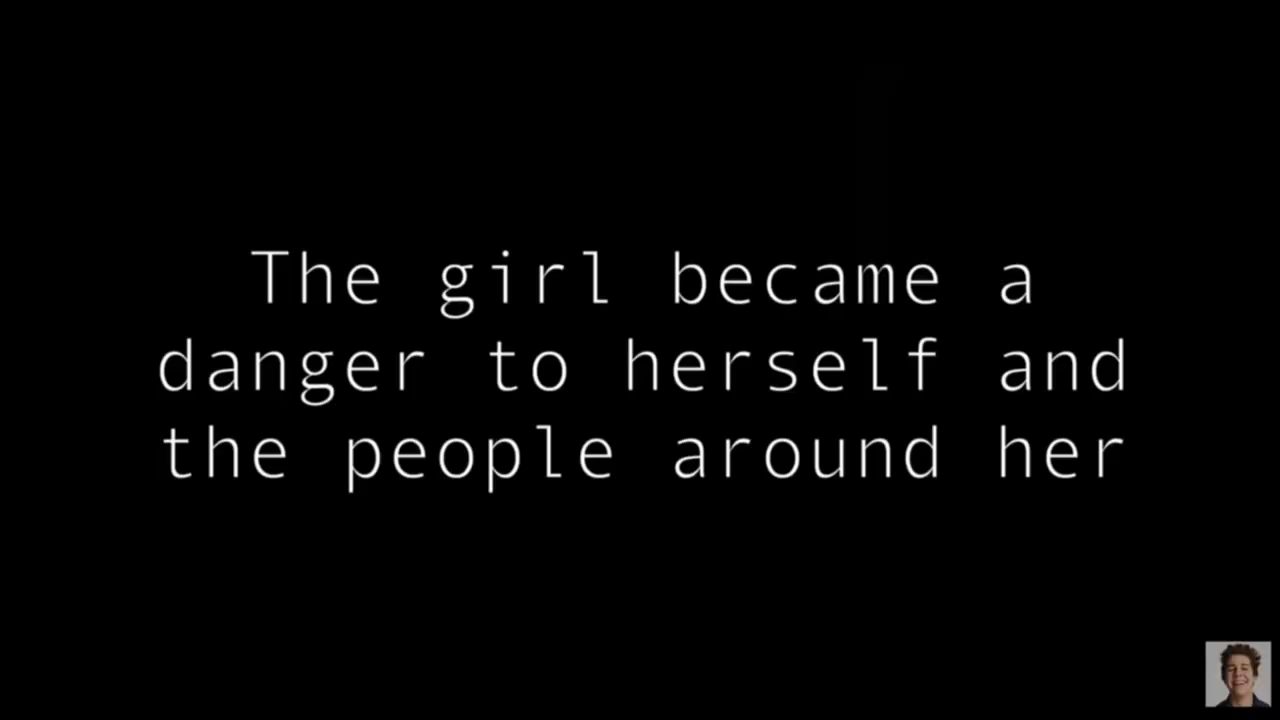 The girl became a
danger to herself and
the people around her